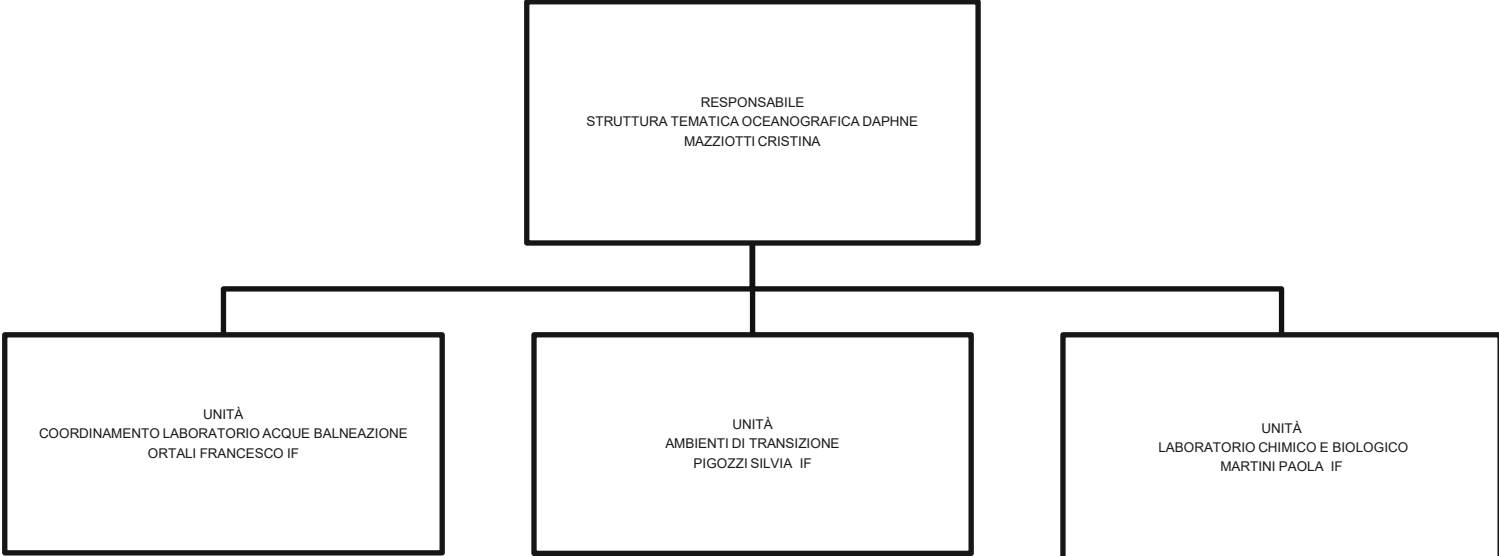 RESPONSABILE
STRUTTURA TEMATICA OCEANOGRAFICA DAPHNE
MAZZIOTTI CRISTINA
UNITÀ
COORDINAMENTO LABORATORIO ACQUE BALNEAZIONE
ORTALI FRANCESCO IF
UNITÀ
AMBIENTI DI TRANSIZIONE
PIGOZZI SILVIA IF
UNITÀ
LABORATORIO CHIMICO E BIOLOGICO
MARTINI PAOLA IF